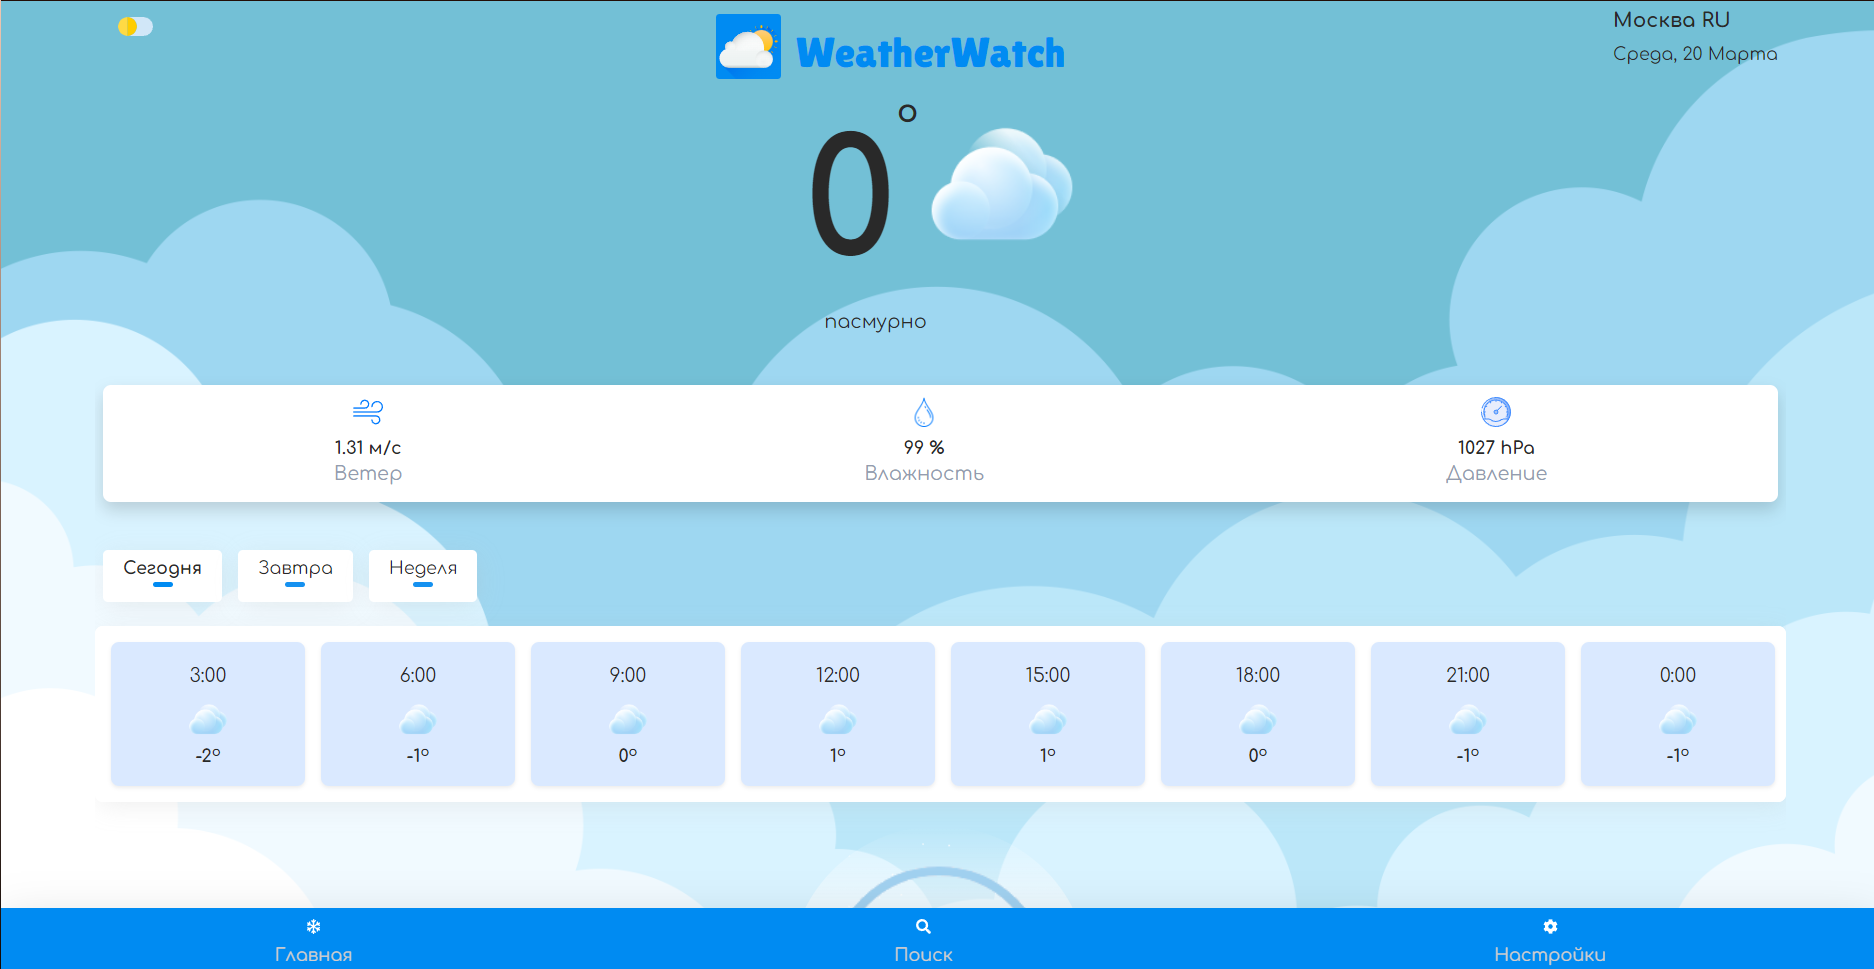 WeatherWatch
Москва RU
Среда, 20 Марта
0°
пасмурно
1.31 м/с
Ветер
99 %
Влажность
1027 hPa
Давление
Сегодня
Завтра
Неделя
3:00
-2°
6:00
-1°
9:00
0°
12:00
1°
15:00
1°
18:00
0°
21:00
-1°
0:00
-1°
Главная
Поиск
Настройки